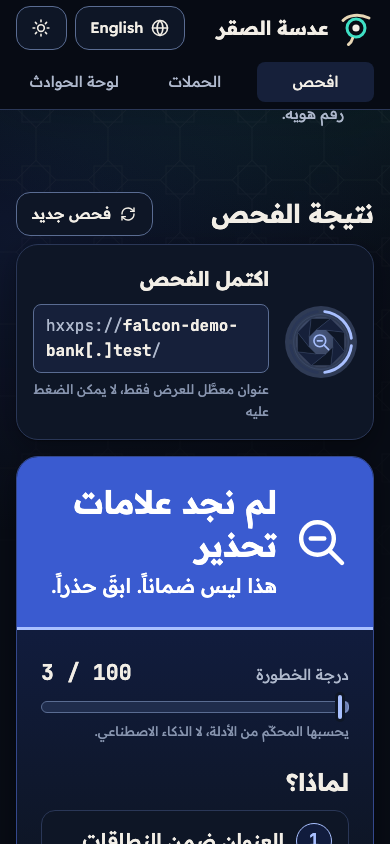 عدسة الصقر
English
افحص
الحملات
لوحة الحوادث
رقم هوية.
نتيجة الفحص
فحص جديد
اكتمل الفحص
hxxps://falcon-demo-
bank[.]test/
عنوان معطَّل للعرض فقط، لا يمكن الضغط
عليه
لم نجد علامات
تحذير
هذا ليس ضماناً. ابقَ حذراً.
درجة الخطورة
3 / 100
يحسبها المحكّم من الأدلة، لا الذكاء الاصطناعي.
لماذا؟
1
العنوان ضمن النطاقات